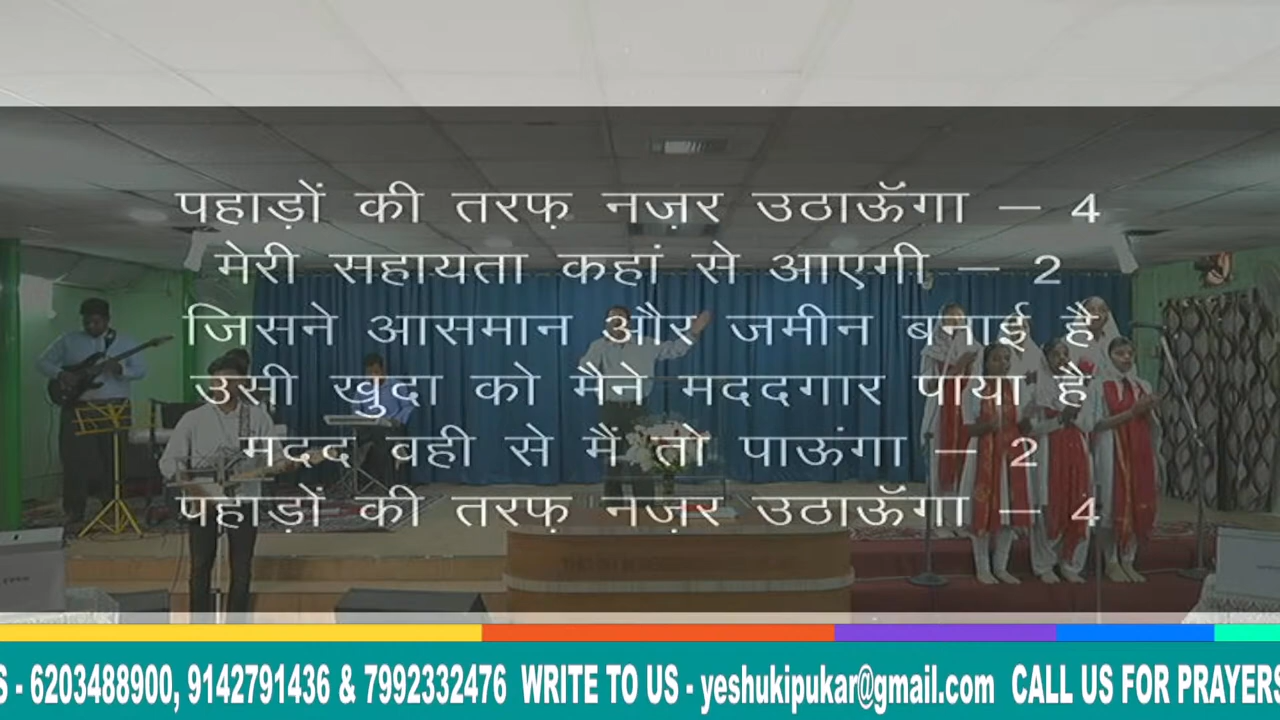 पहाड़ों की तरफ़ नज़र उठाऊॅगा – 4
मेरी सहायता कहां से आएगी – 2
जिसने आसमान और जमीन बनाई है
उसी खुदा को मैने मददगार पाया है
मदद वही से मैं तो पाऊंगा – 2
पहाड़ों की तरफ़ नज़र उठाऊॅगा – 4
S - 6203488900, 9142791436 & 7992332476 WRITE TO US - yeshukipukar@gmail.com CALL US FOR PRAYERS